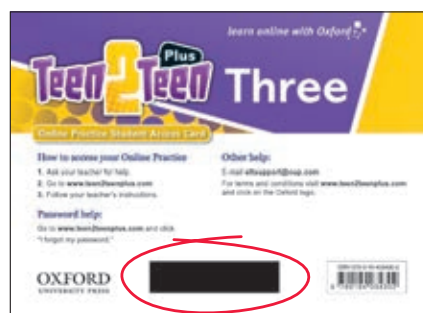 learn online with Oxford
Plus
Teen2Teen Three
Online Practice Student Access Card
How to access your Online Practice
1. Ask your teacher for help.
2. Go to www.teen2teenplus.com
3. Follow your teacher's instructions.
Password help:
Go to www.teen2teenplus.com and click
"I forgot my password."
Other help:
E-mail eltsupport@oup.com
For terms and conditions visit www.teen2teenplus.com
and click on the Oxford logo.
OXFORD
UNIVERSITY PRESS